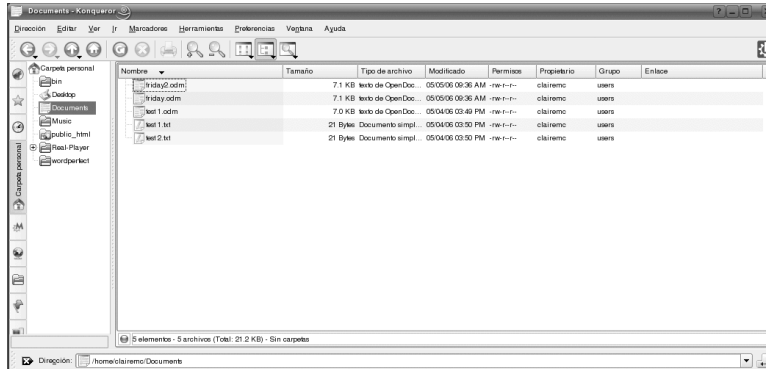 Documents - Konqueror
Dirección Editar Ver Ir Marcadores Herramientas Preferencias Ventana Ayuda
Carpeta personal
bin
Desktop
Documents
Music
public_html
Real-Player
wordperfect
Carpeta personal
Nombre Tamaño Tipo de archivo Modificado Permisos Propietario Grupo Enlace
friday2.odm 7.1 KB texto de OpenDoc... 05/05/06 09:36 AM -rw-r--r-- clairemc users
friday.odm 7.1 KB texto de OpenDoc... 05/05/06 09:36 AM -rw-r--r-- clairemc users
test 1.odm 7.0 KB texto de OpenDoc... 05/04/06 03:49 PM -rw-r--r-- clairemc users
test 1.txt 21 Bytes Documento simpl... 05/04/06 03:50 PM -rw-r--r-- clairemc users
test 2.txt 21 Bytes Documento simpl... 05/04/06 03:50 PM -rw-r--r-- clairemc users
5 elementos - 5 archivos (Total: 21.2 KB) - Sin carpetas
Dirección: /home/clairemc/Documents